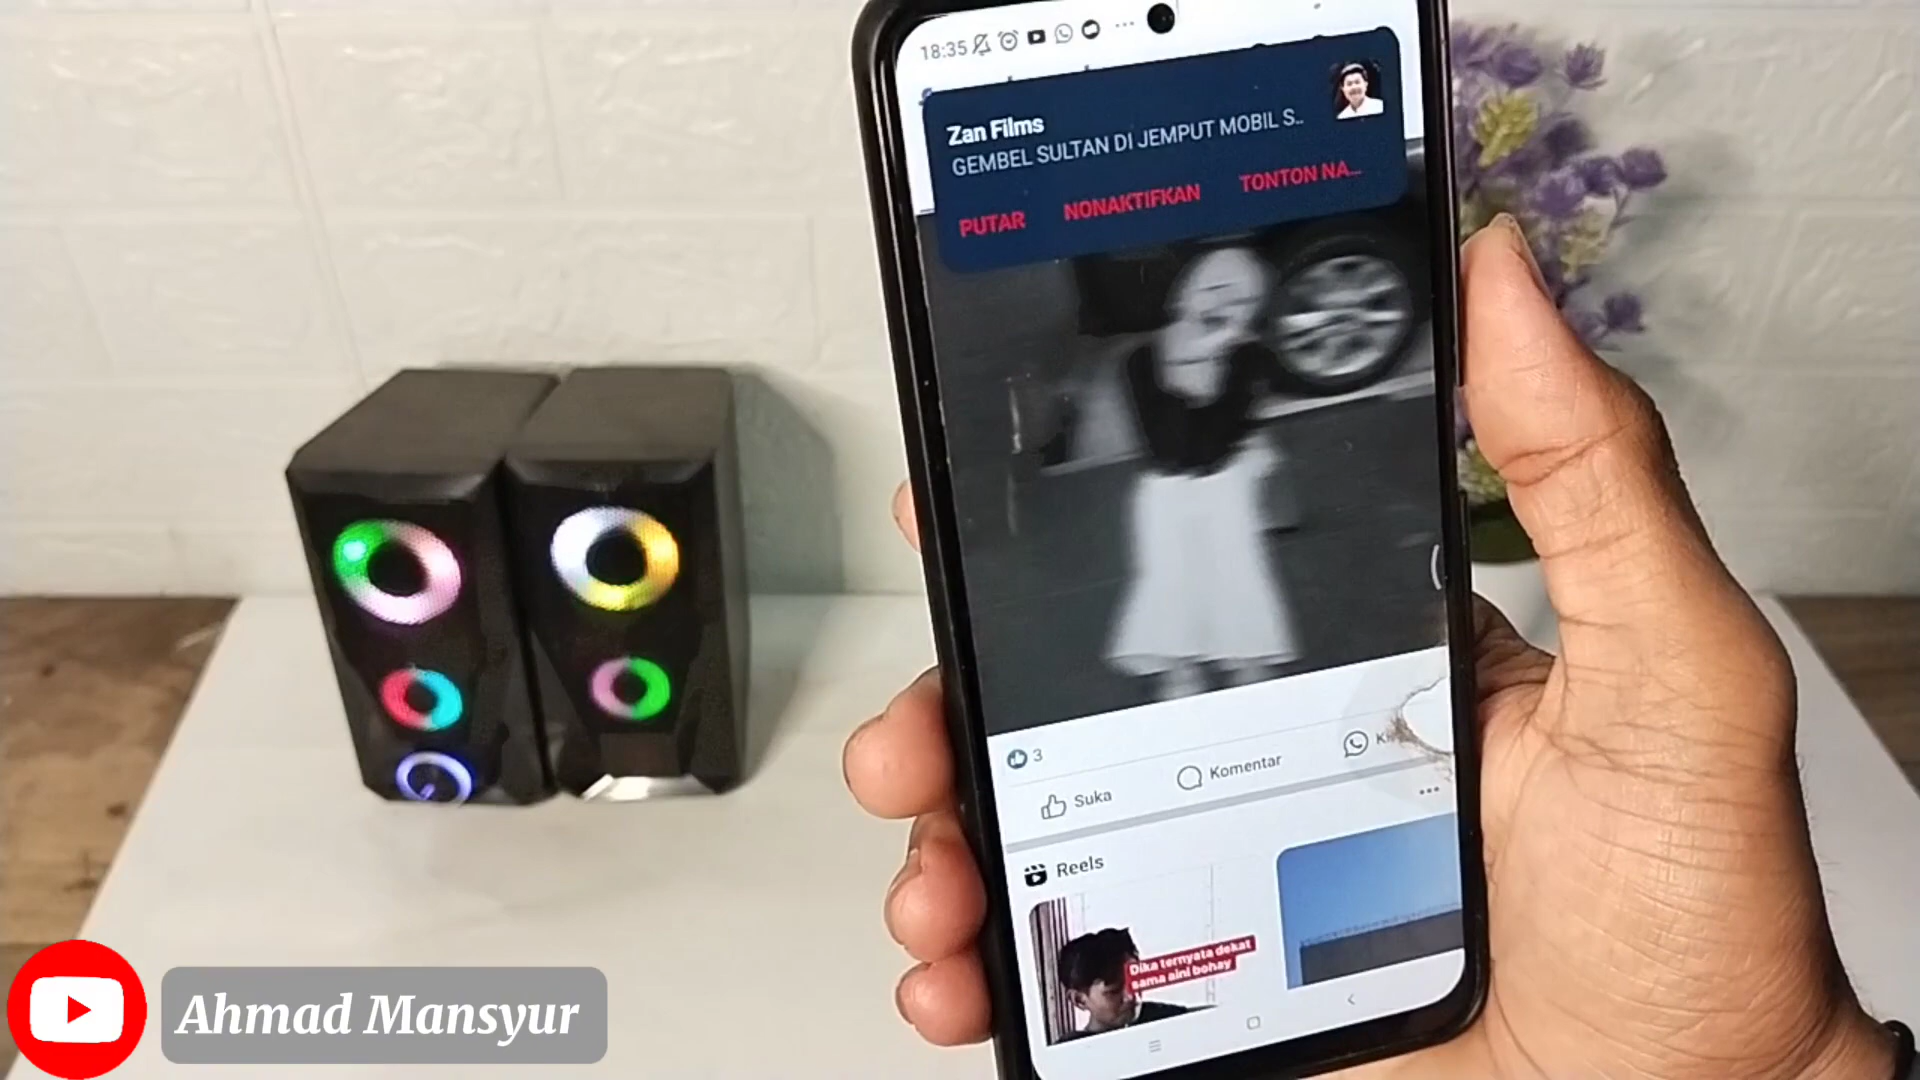 18:35
Zan Films
GEMBEL SULTAN DI JEMPUT MOBIL S..
PUTAR NONAKTIFKAN TONTON NA...
3
Suka Komentar
Reels
Dika ternyata dekat
sama aini bohay
Ahmad Mansyur